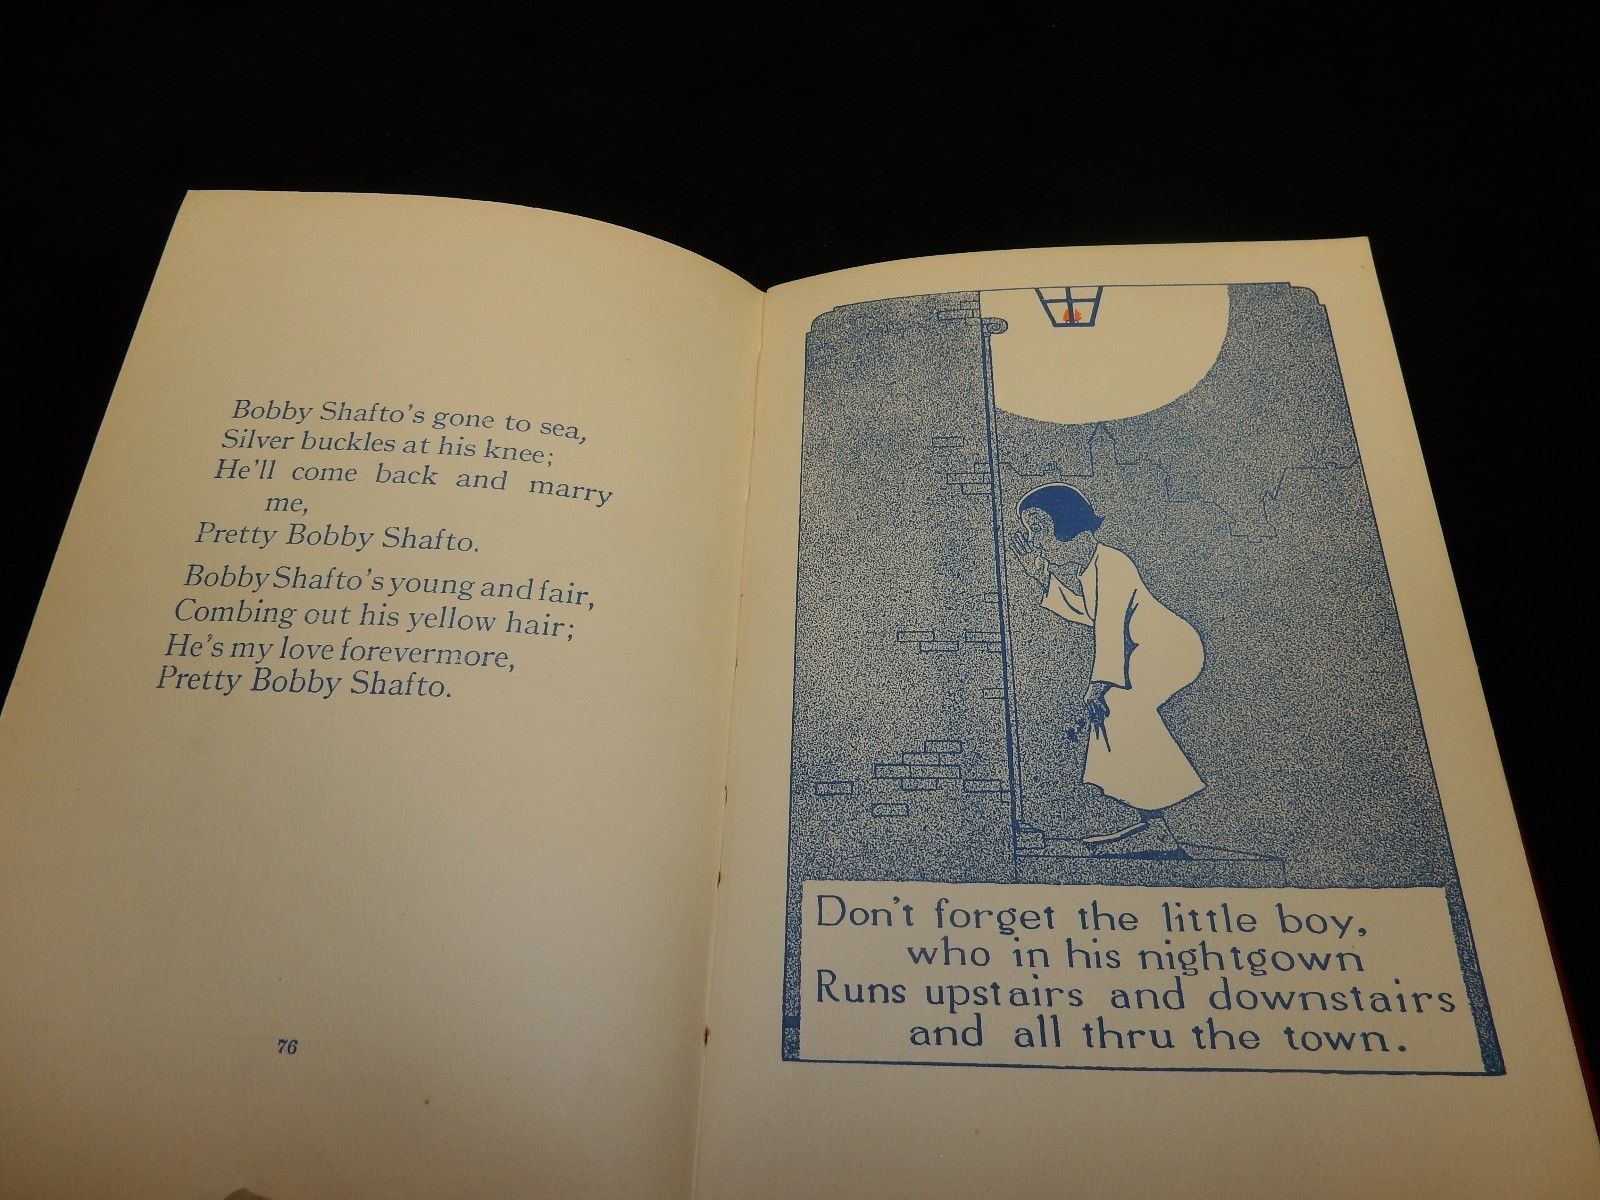 Bobby Shafto's gone to sea,
Silver buckles at his knee;
He'll come back and marry
me,
Pretty Bobby Shafto.
Bobby Shafto's young and fair,
Combing out his yellow hair;
He's my love forevermore,
Pretty Bobby Shafto.
76
Don't forget the little boy,
who in his nightgown
Runs upstairs and downstairs
and all thru the town.